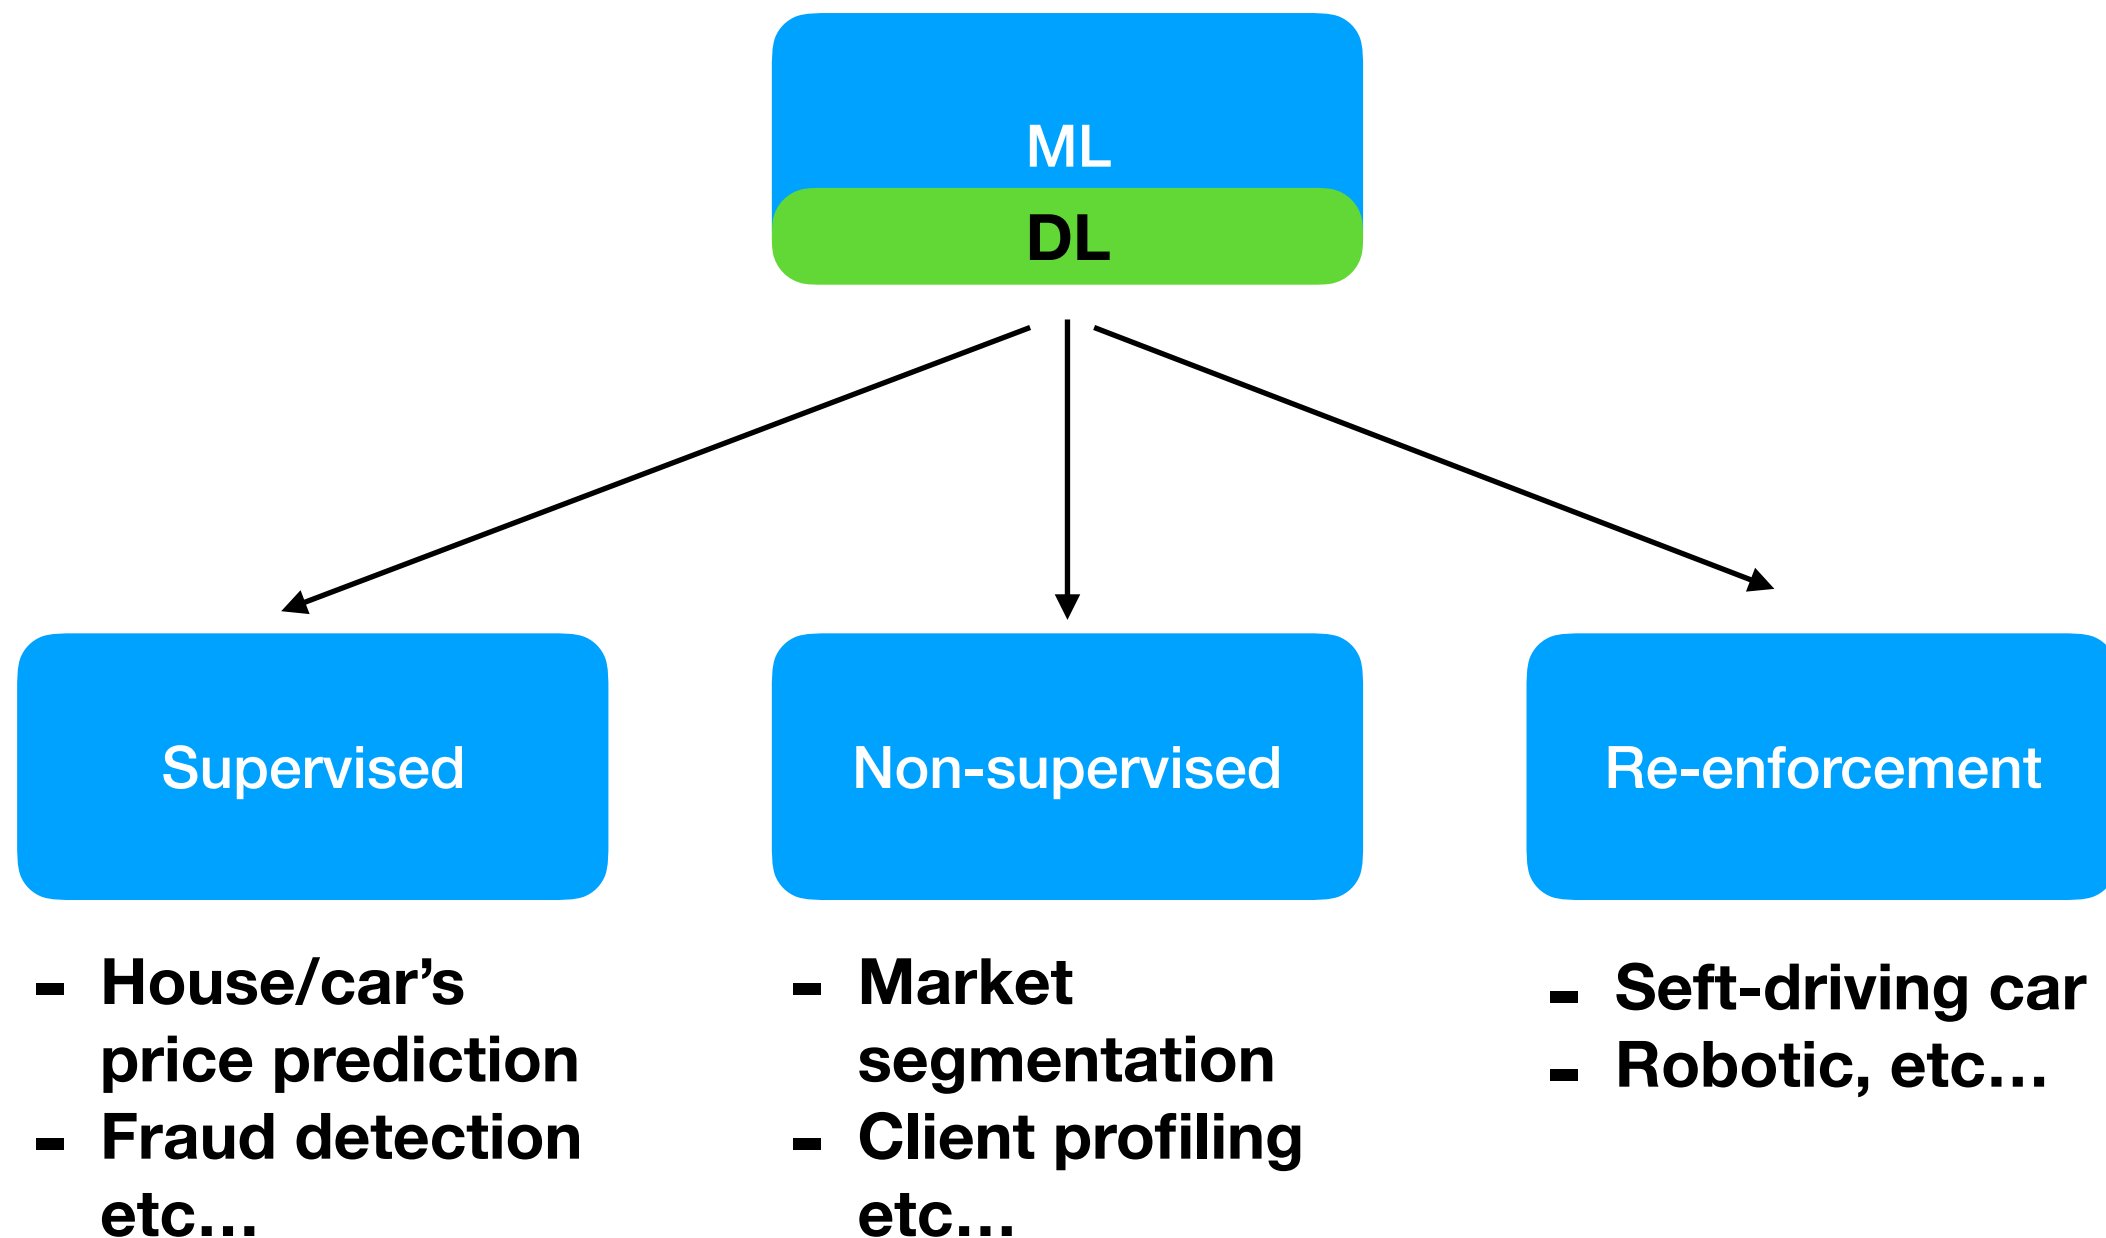 ML
DL
Supervised
Non-supervised
Re-enforcement
- House/car’s
price prediction
- Fraud detection
etc…
- Market
segmentation
- Client profiling
etc…
- Seft-driving car
- Robotic, etc…